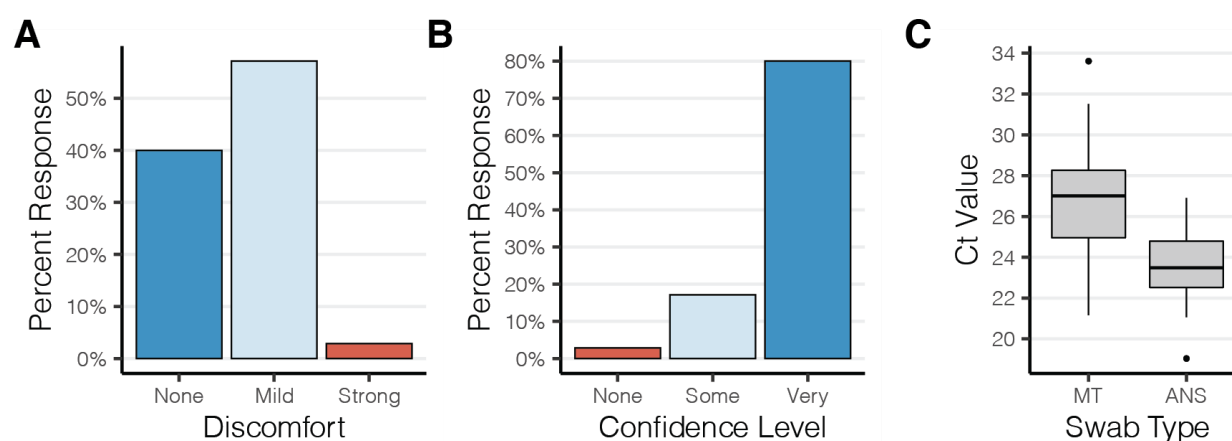 A
Percent Response
50%
40%
30%
20%
10%
0%
None Mild Strong
Discomfort
B
Percent Response
80%
70%
60%
50%
40%
30%
20%
10%
0%
None Some Very
Confidence Level
C
Ct Value
34
32
30
28
26
24
22
20
MT ANS
Swab Type